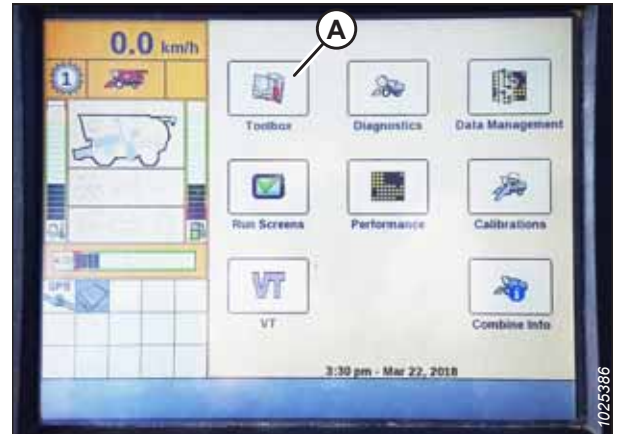 A
0.0 km/h
1
Toolbox
Diagnostics
Data Management
Run Screens
Performance
Calibrations
GPS
VT
VT
Combine Info
3:30 pm - Mar 22, 2018
1025386